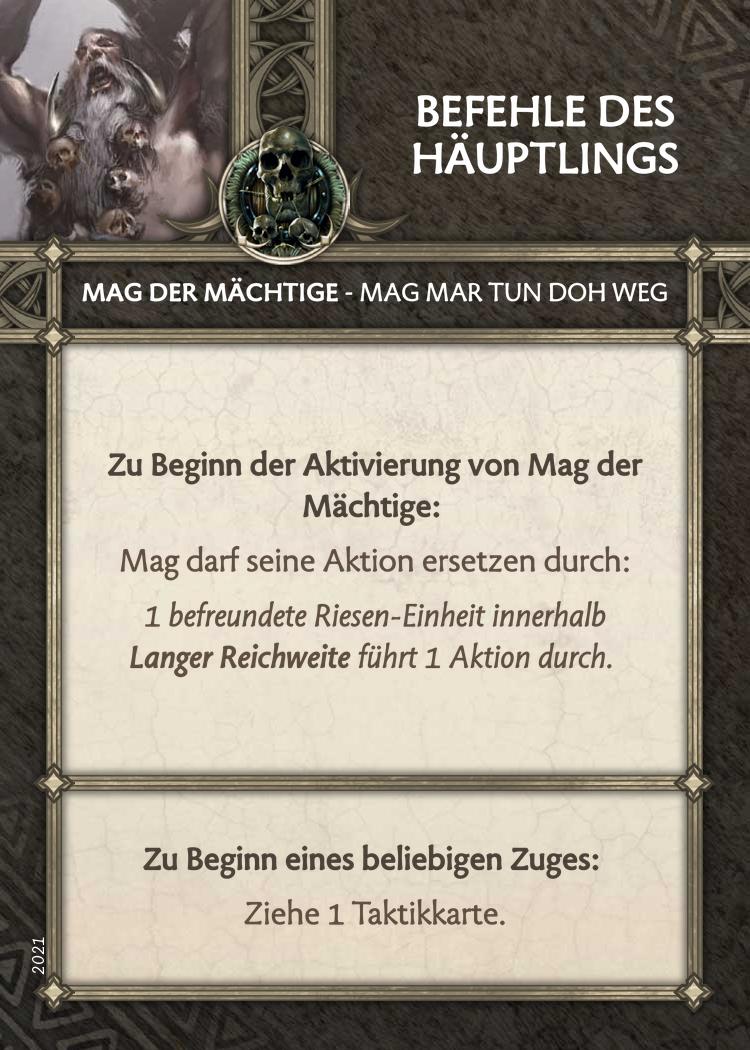 BEFEHLE DES
HÄUPTLINGS
MAG DER MÄCHTIGE - MAG MAR TUN DOH WEG
Zu Beginn der Aktivierung von Mag der
Mächtige:
Mag darf seine Aktion ersetzen durch:
1 befreundete Riesen-Einheit innerhalb
Langer Reichweite führt 1 Aktion durch.
Zu Beginn eines beliebigen Zuges:
Ziehe 1 Taktikkarte.
2021